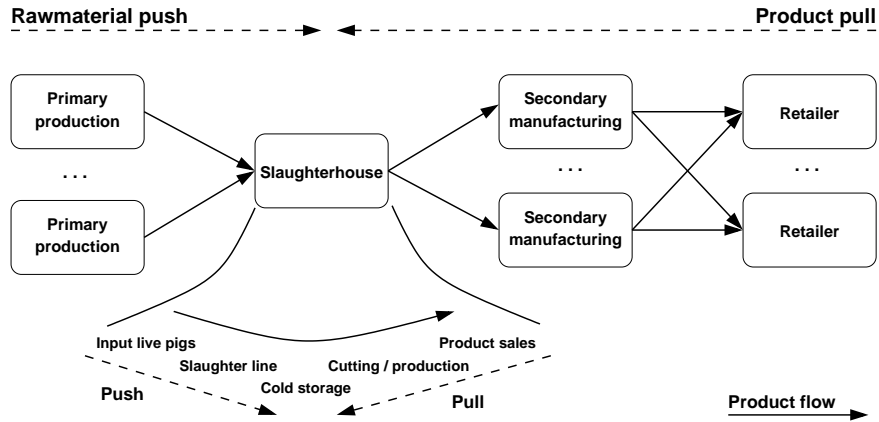 Rawmaterial push
Product pull
Primary
production
. . .
Primary
production
Slaughterhouse
Secondary
manufacturing
. . .
Secondary
manufacturing
Retailer
. . .
Retailer
Input live pigs
Product sales
Slaughter line
Cutting / production
Cold storage
Push
Pull
Product flow